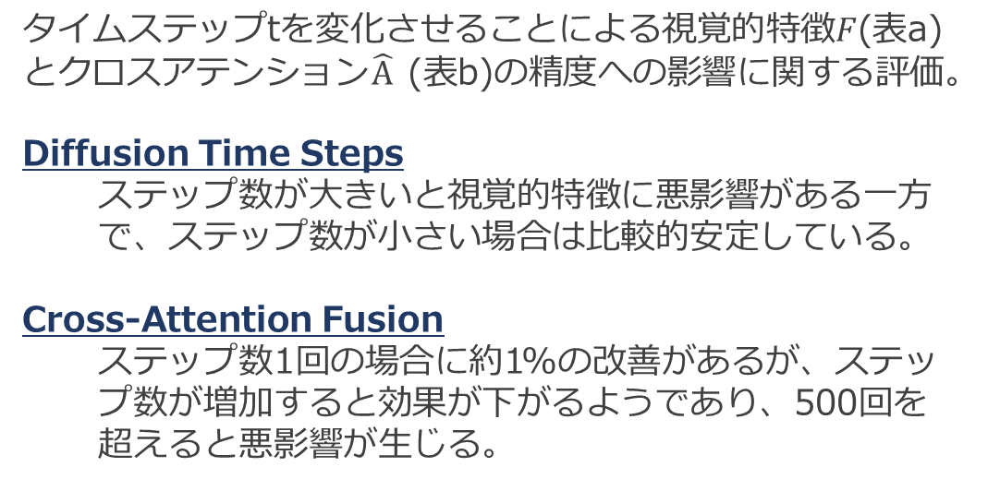 タイムステップtを変化させることによる視覚的特徴F(表a)
とクロスアテンションÂ (表b)の精度への影響に関する評価。
Diffusion Time Steps
ステップ数が大きいと視覚的特徴に悪影響がある一方
で、ステップ数が小さい場合は比較的安定している。
Cross-Attention Fusion
ステップ数1回の場合に約1%の改善があるが、ステッ
プ数が増加すると効果が下がるようであり、500回を
超えると悪影響が生じる。